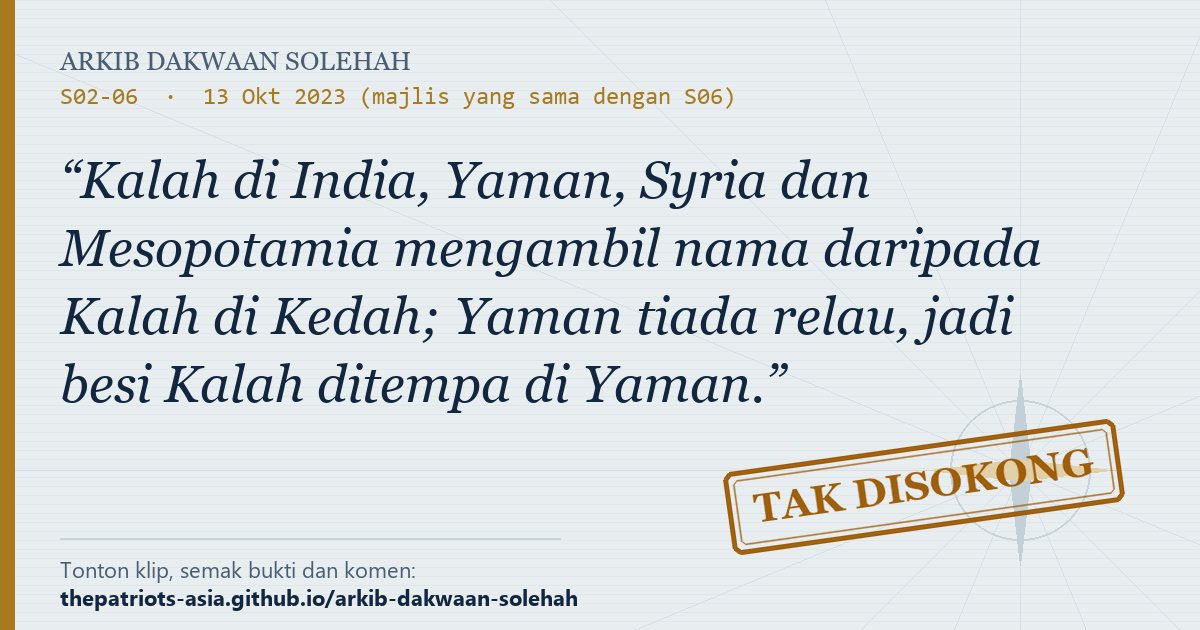 ARKIB DAKWAAN SOLEHAH
S02-06 · 13 Okt 2023 (majlis yang sama dengan S06)
“Kalah di India, Yaman, Syria dan
Mesopotamia mengambil nama daripada
Kalah di Kedah; Yaman tiada relau, jadi
besi Kalah ditempa di Yaman.”
TAK DISOKONG
Tonton klip, semak bukti dan komen:
thepatriots-asia.github.io/arkib-dakwaan-solehah